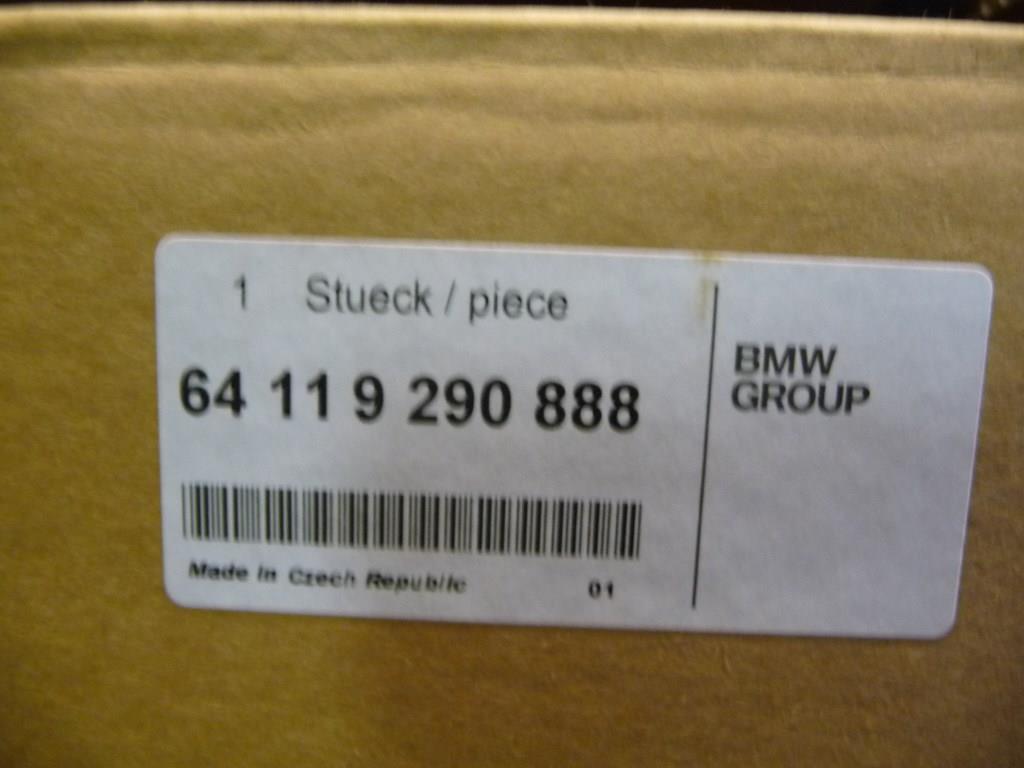 1 Stueck / piece
64 11 9 290 888
Made in Czech Republic 01
BMW
GROUP